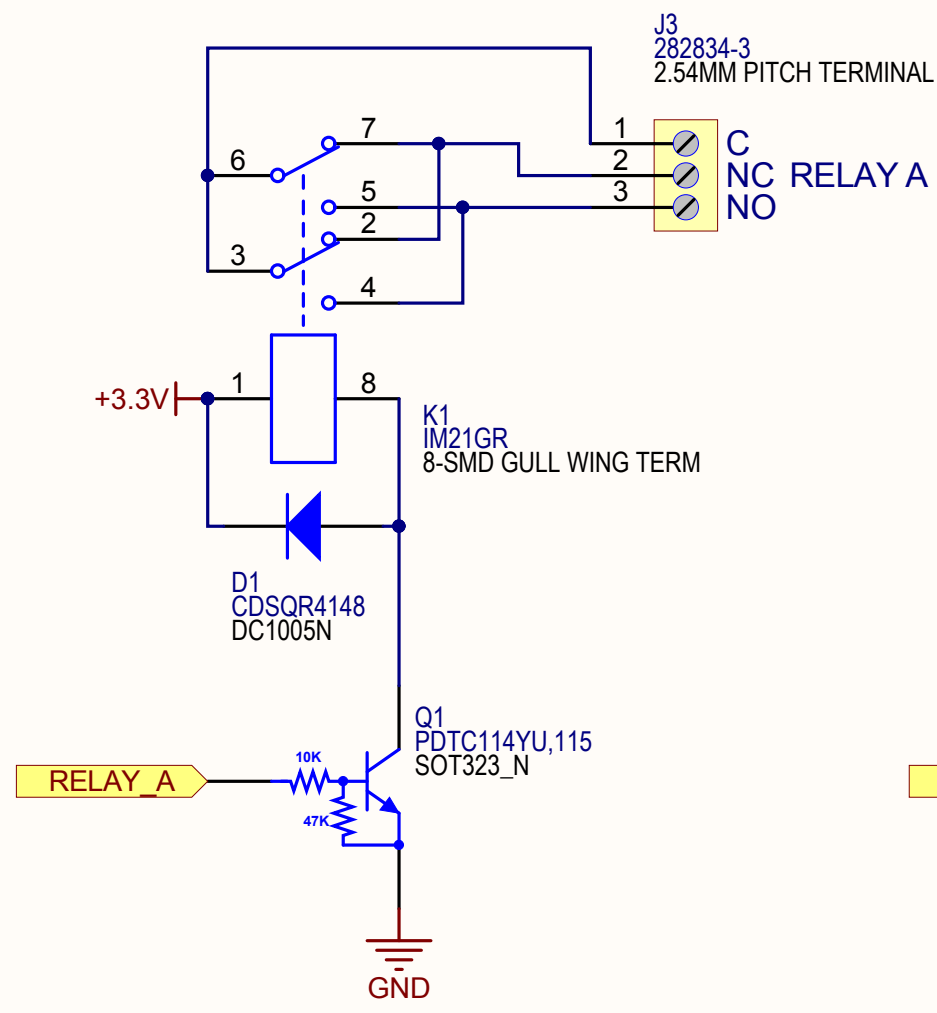 J3
282834-3
2.54MM PITCH TERMINAL
7
1
C
6
2
NC RELAY A
5
3
NO
2
3
4
1
8
+3.3V
K1
IM21GR
8-SMD GULL WING TERM
D1
CDSQR4148
DC1005N
Q1
PDTC114YU,115
SOT323_N
10K
RELAY_A
47K
GND